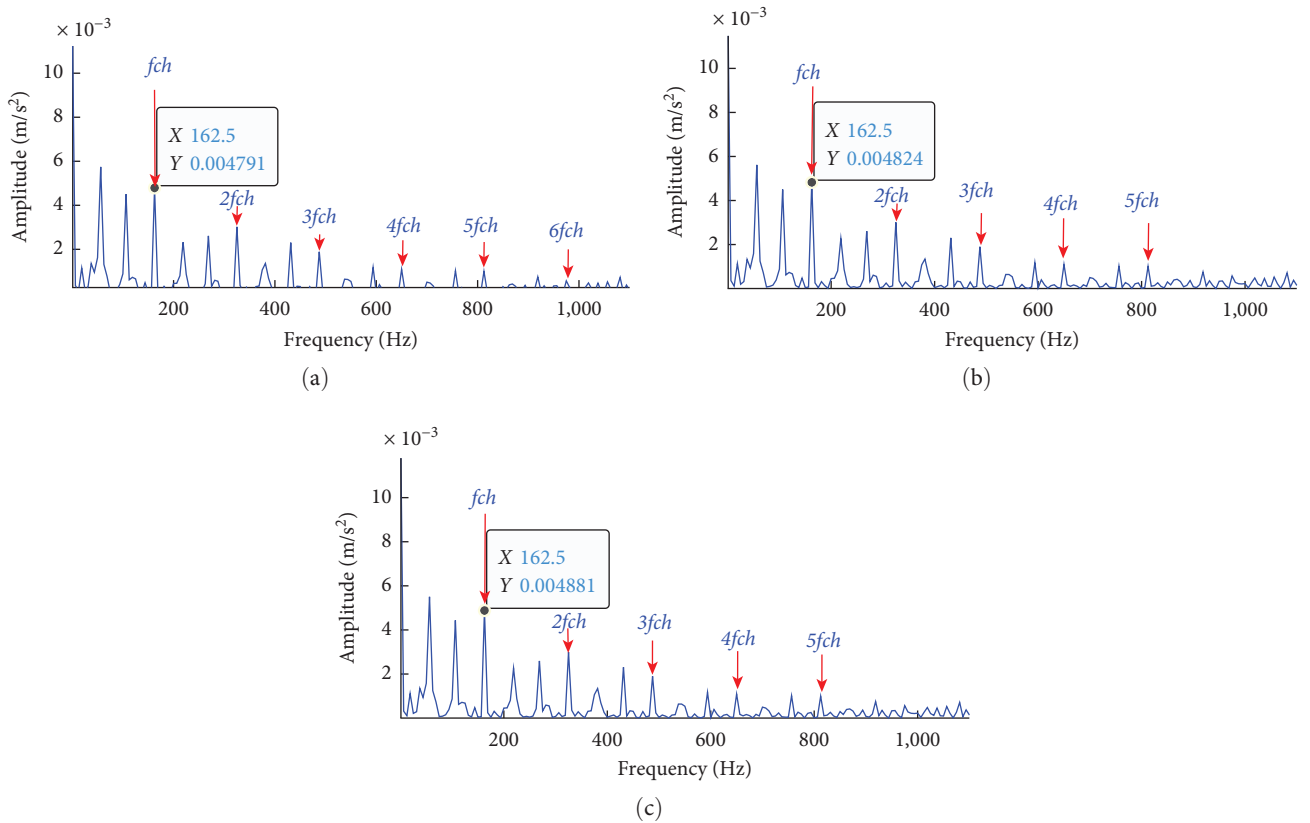 × 10⁻³
Amplitude (m/s²)
10
8
6
4
2
fch
X 162.5
Y 0.004791
2fch
3fch
4fch
5fch
6fch
200
400
600
800
1,000
Frequency (Hz)
(a)
× 10⁻³
Amplitude (m/s²)
10
8
6
4
2
fch
X 162.5
Y 0.004824
2fch
3fch
4fch
5fch
200
400
600
800
1,000
Frequency (Hz)
(b)
× 10⁻³
Amplitude (m/s²)
10
8
6
4
2
fch
X 162.5
Y 0.004881
2fch
3fch
4fch
5fch
200
400
600
800
1,000
Frequency (Hz)
(c)